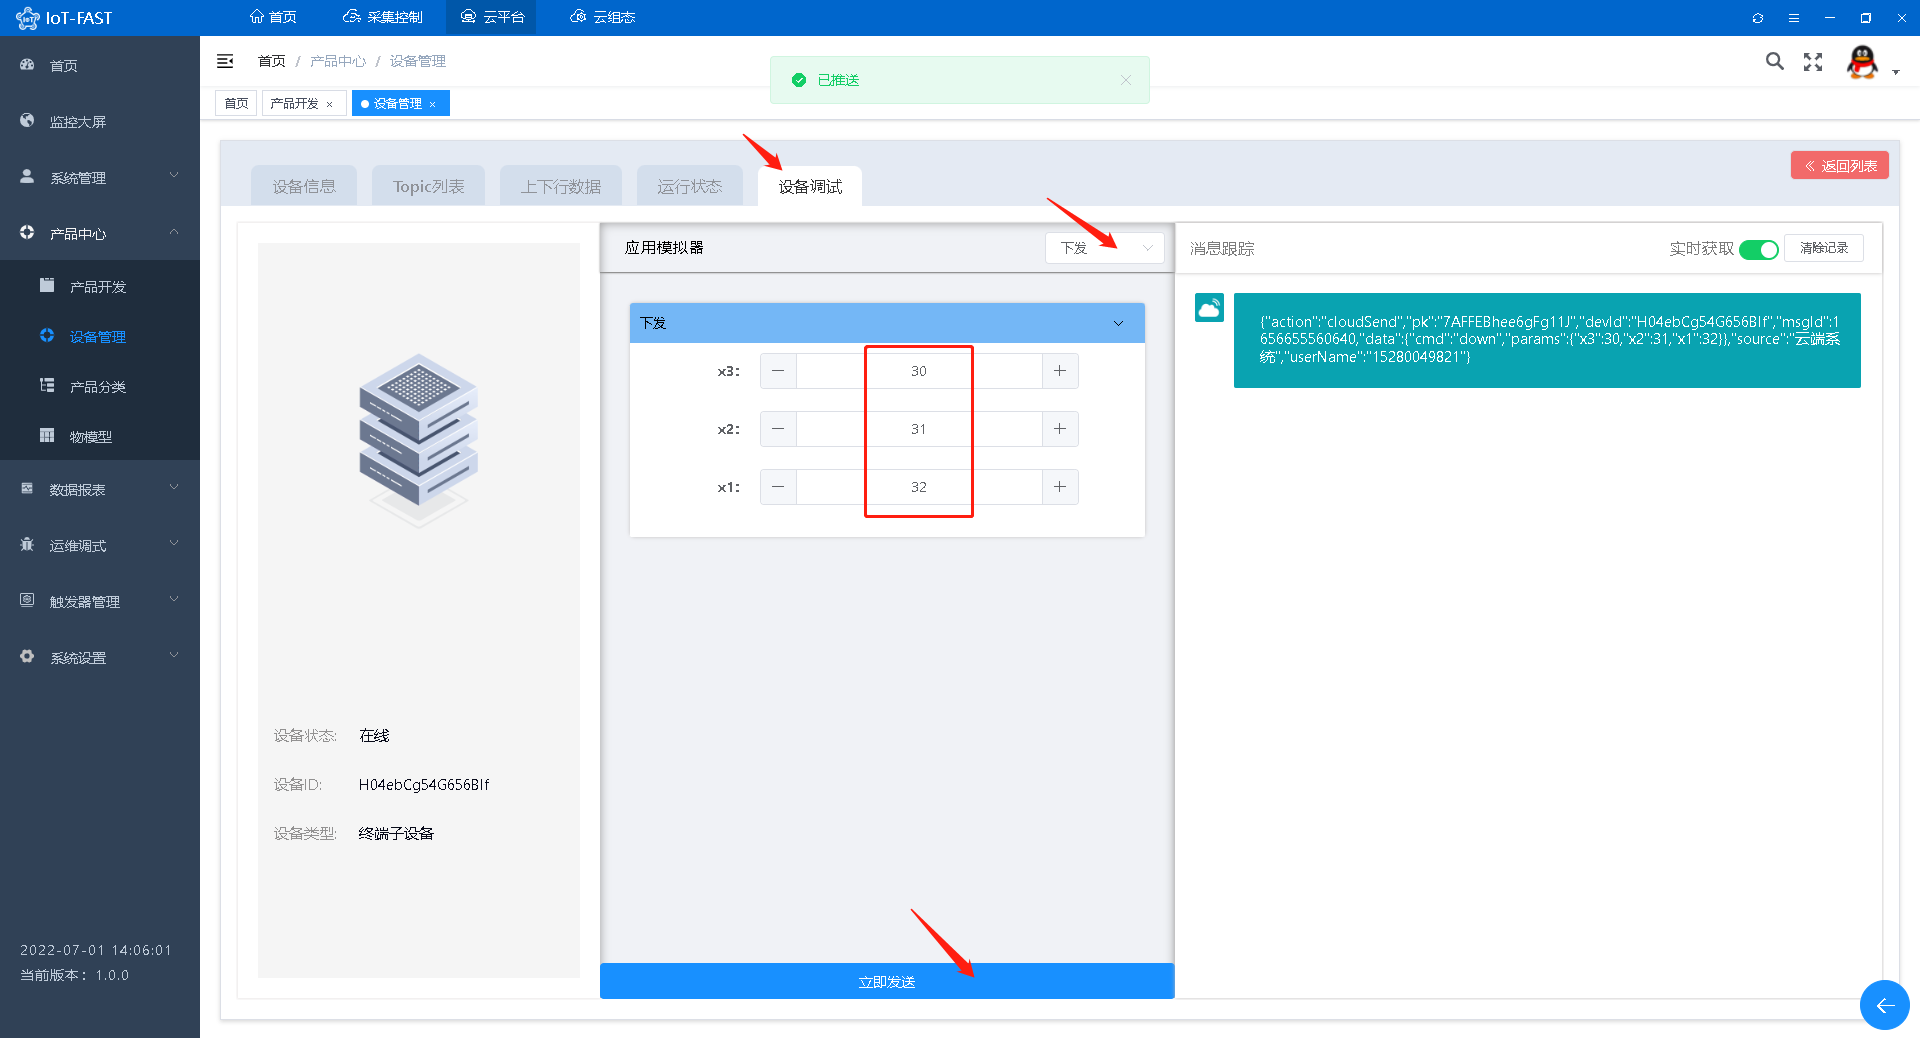 IoT-FAST
首页
采集控制
云平台
云组态
首页
监控大屏
系统管理
产品中心
产品开发
设备管理
产品分类
物模型
数据报表
运维调式
触发器管理
系统设置
2022-07-01 14:06:01
当前版本：1.0.0
首页 / 产品中心 / 设备管理
已推送
首页
产品开发 ×
设备管理 ×
设备信息
Topic列表
上下行数据
运行状态
设备调试
« 返回列表
设备状态: 在线
设备ID: H04ebCg54G656BIf
设备类型: 终端子设备
应用模拟器
下发
下发
x3: 30
x2: 31
x1: 32
立即发送
消息跟踪
实时获取
清除记录
{"action":"cloudSend","pk":"7AFFEBhee6gFg11J","devId":"H04ebCg54G656BIf","msgId":1
656655560640,"data":{"cmd":"down","params":{"x3":30,"x2":31,"x1":32}},"source":"云端系
统","userName":"15280049821"}